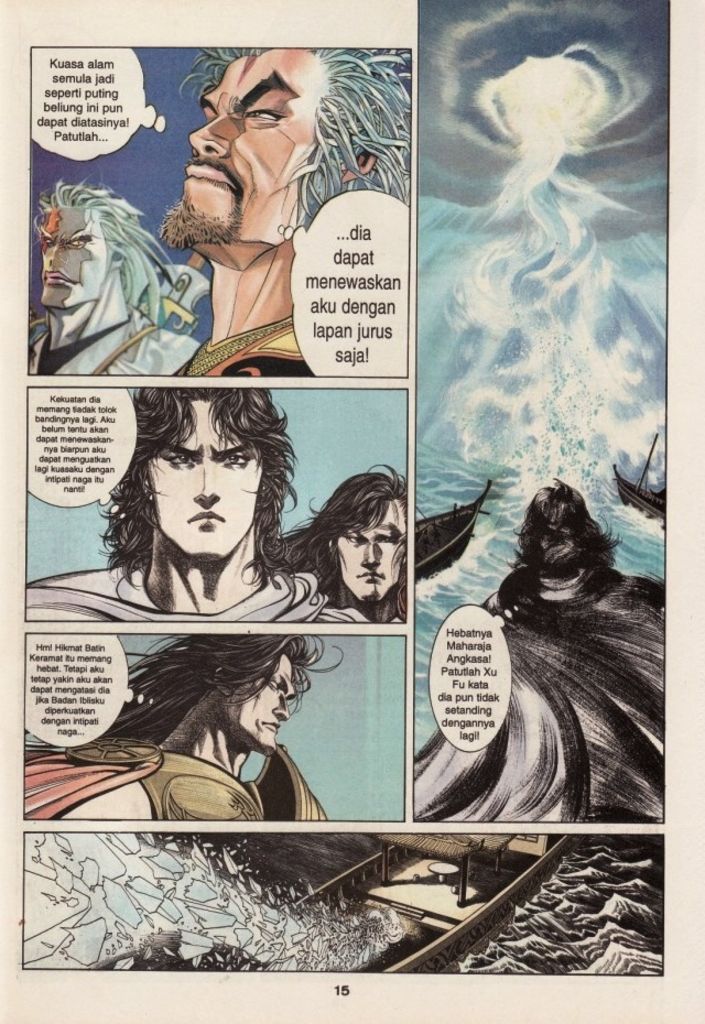 Kuasa alam
semula jadi
seperti puting
beliung ini pun
dapat diatasinya!
Patutlah...
...dia
dapat
menewaskan
aku dengan
lapan jurus
saja!
Kekuatan dia
memang tiadak tolok
bandingnya lagi. Aku
belum tentu akan
dapat menewaskan-
nya biarpun aku
dapat menguatkan
lagi kuasaku dengan
intipati naga itu
nanti!
Hm! Hikmat Batin
Keramat itu memang
hebat. Tetapi aku
tetap yakin aku akan
dapat mengatasi dia
jika Badan Iblisku
diperkuatkan
dengan intipati
naga...
Hebatnya
Maharaja
Angkasa!
Patutlah Xu
Fu kata
dia pun tidak
setanding
dengannya
lagi!
15